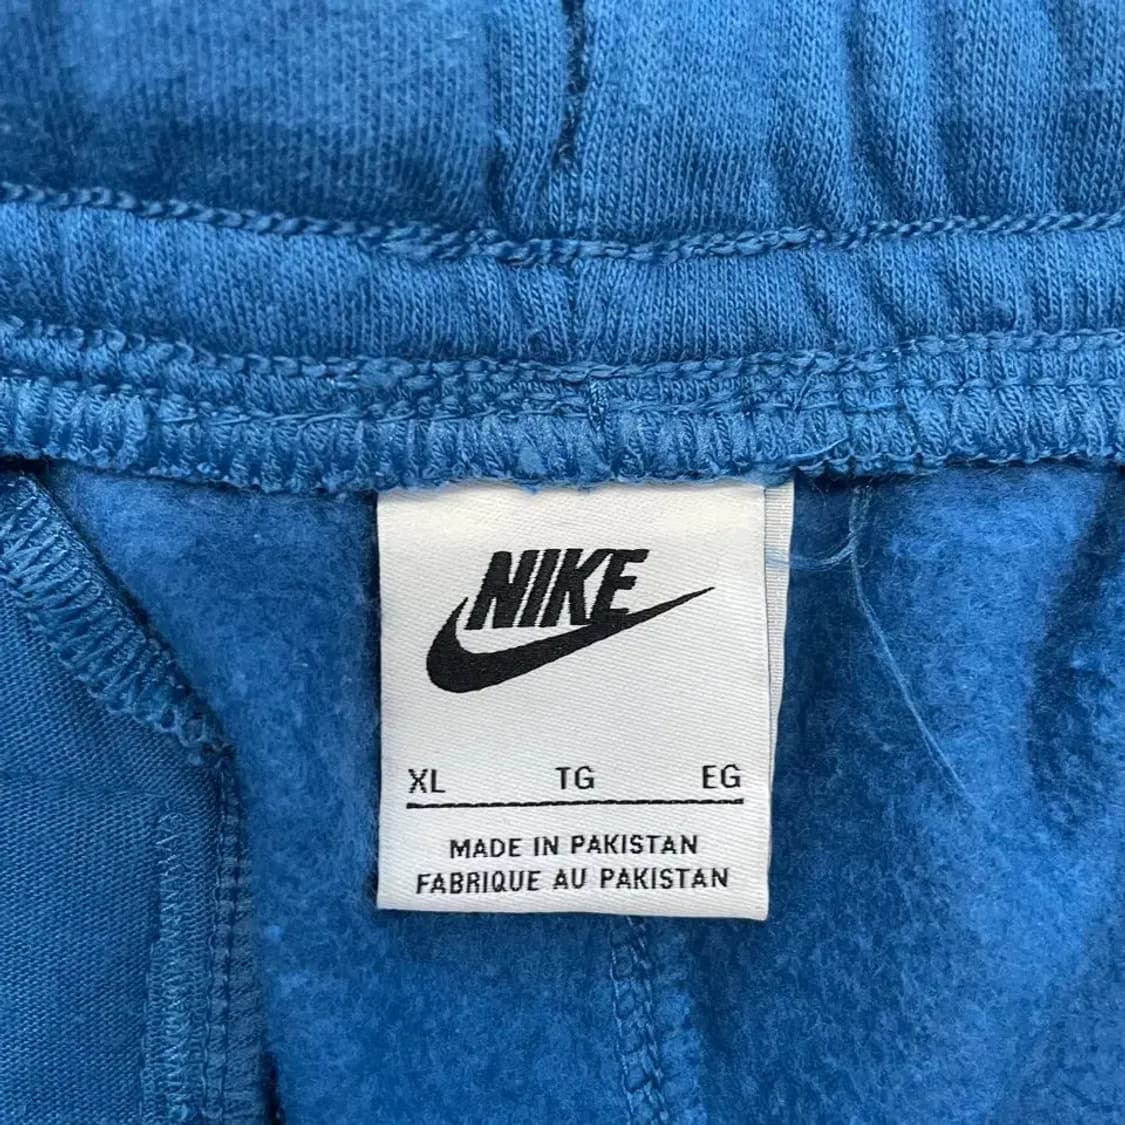 NIKE
XL TG EG
MADE IN PAKISTAN
FABRIQUE AU PAKISTAN